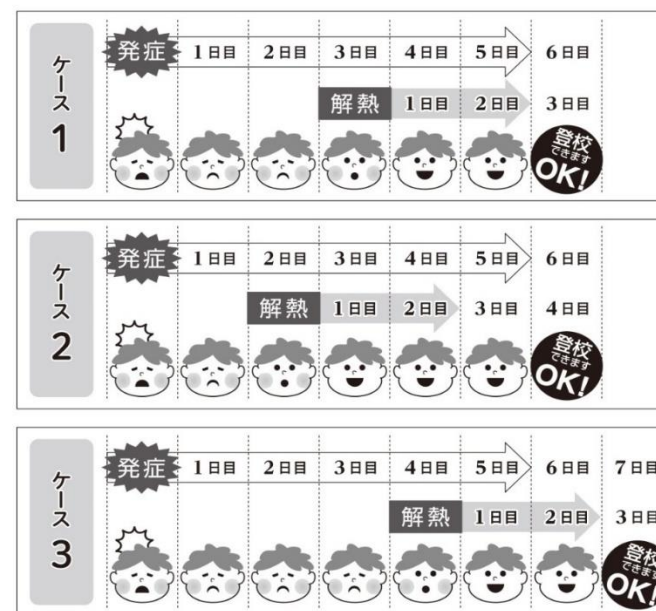 ケース1
発症 1日目 2日目 3日目 4日目 5日目 6日目
解熱 1日目 2日目 3日目
登校
できます
OK!
ケース2
発症 1日目 2日目 3日目 4日目 5日目 6日目
解熱 1日目 2日目 3日目 4日目
登校
できます
OK!
ケース3
発症 1日目 2日目 3日目 4日目 5日目 6日目 7日目
解熱 1日目 2日目 3日目
登校
できます
OK!